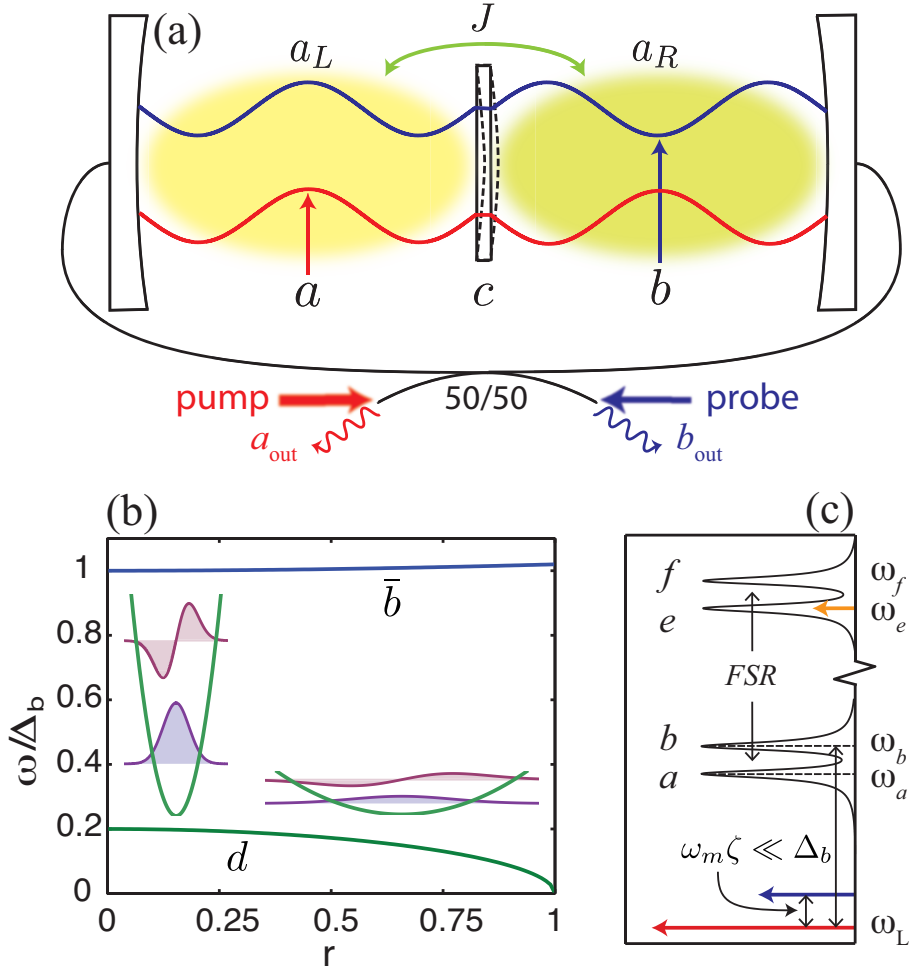 (a)
J
a_L
a_R
a
c
b
pump
50/50
probe
a_out
b_out
(b)
(c)
1
0.8
0.6
0.4
0.2
0
ω/Δ_b
b̄
d
0
0.25
0.5
0.75
1
r
f
ω_f
e
ω_e
FSR
b
ω_b
a
ω_a
ω_m ζ ≪ Δ_b
ω_L